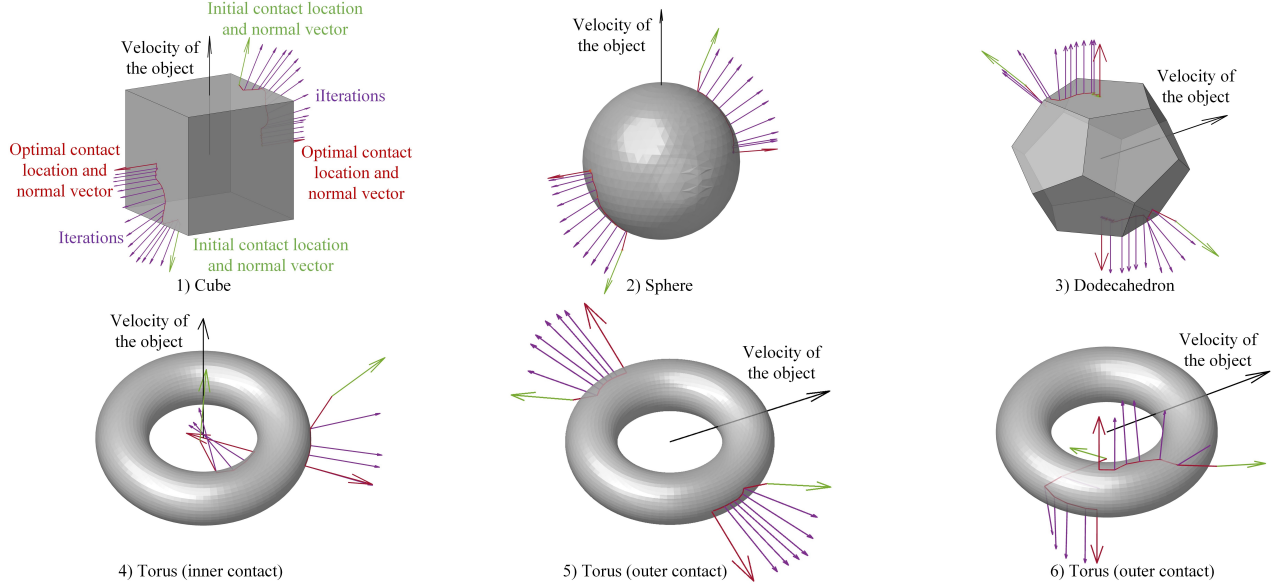 Initial contact location
and normal vector
Velocity of
the object
iIterations
Optimal contact
location and
normal vector
Optimal contact
location and
normal vector
Iterations
Initial contact location
and normal vector
1) Cube
Velocity of
the object
2) Sphere
Velocity of
the object
3) Dodecahedron
Velocity of
the object
4) Torus (inner contact)
Velocity of
the object
5) Torus (outer contact)
Velocity of
the object
6) Torus (outer contact)